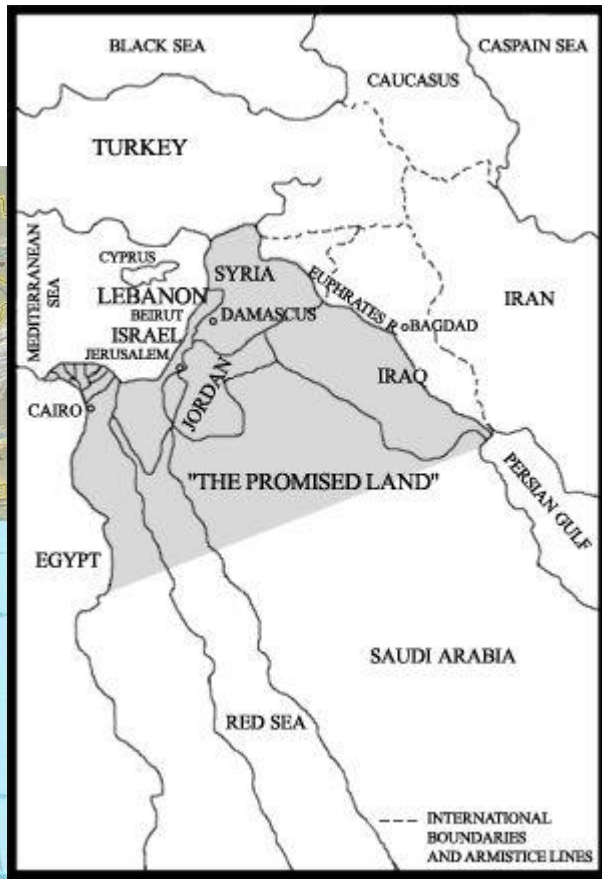 BLACK SEA
CASPAIN SEA
CAUCASUS
TURKEY
MEDITERRANEAN
SEA
CYPRUS
SYRIA
LEBANON
BEIRUT
DAMASCUS
ISRAEL
JERUSALEM
EUPHRATES R
BAGDAD
IRAN
JORDAN
IRAQ
CAIRO
"THE PROMISED LAND"
PERSIAN GULF
EGYPT
SAUDI ARABIA
RED SEA
INTERNATIONAL
BOUNDARIES
AND ARMISTICE LINES